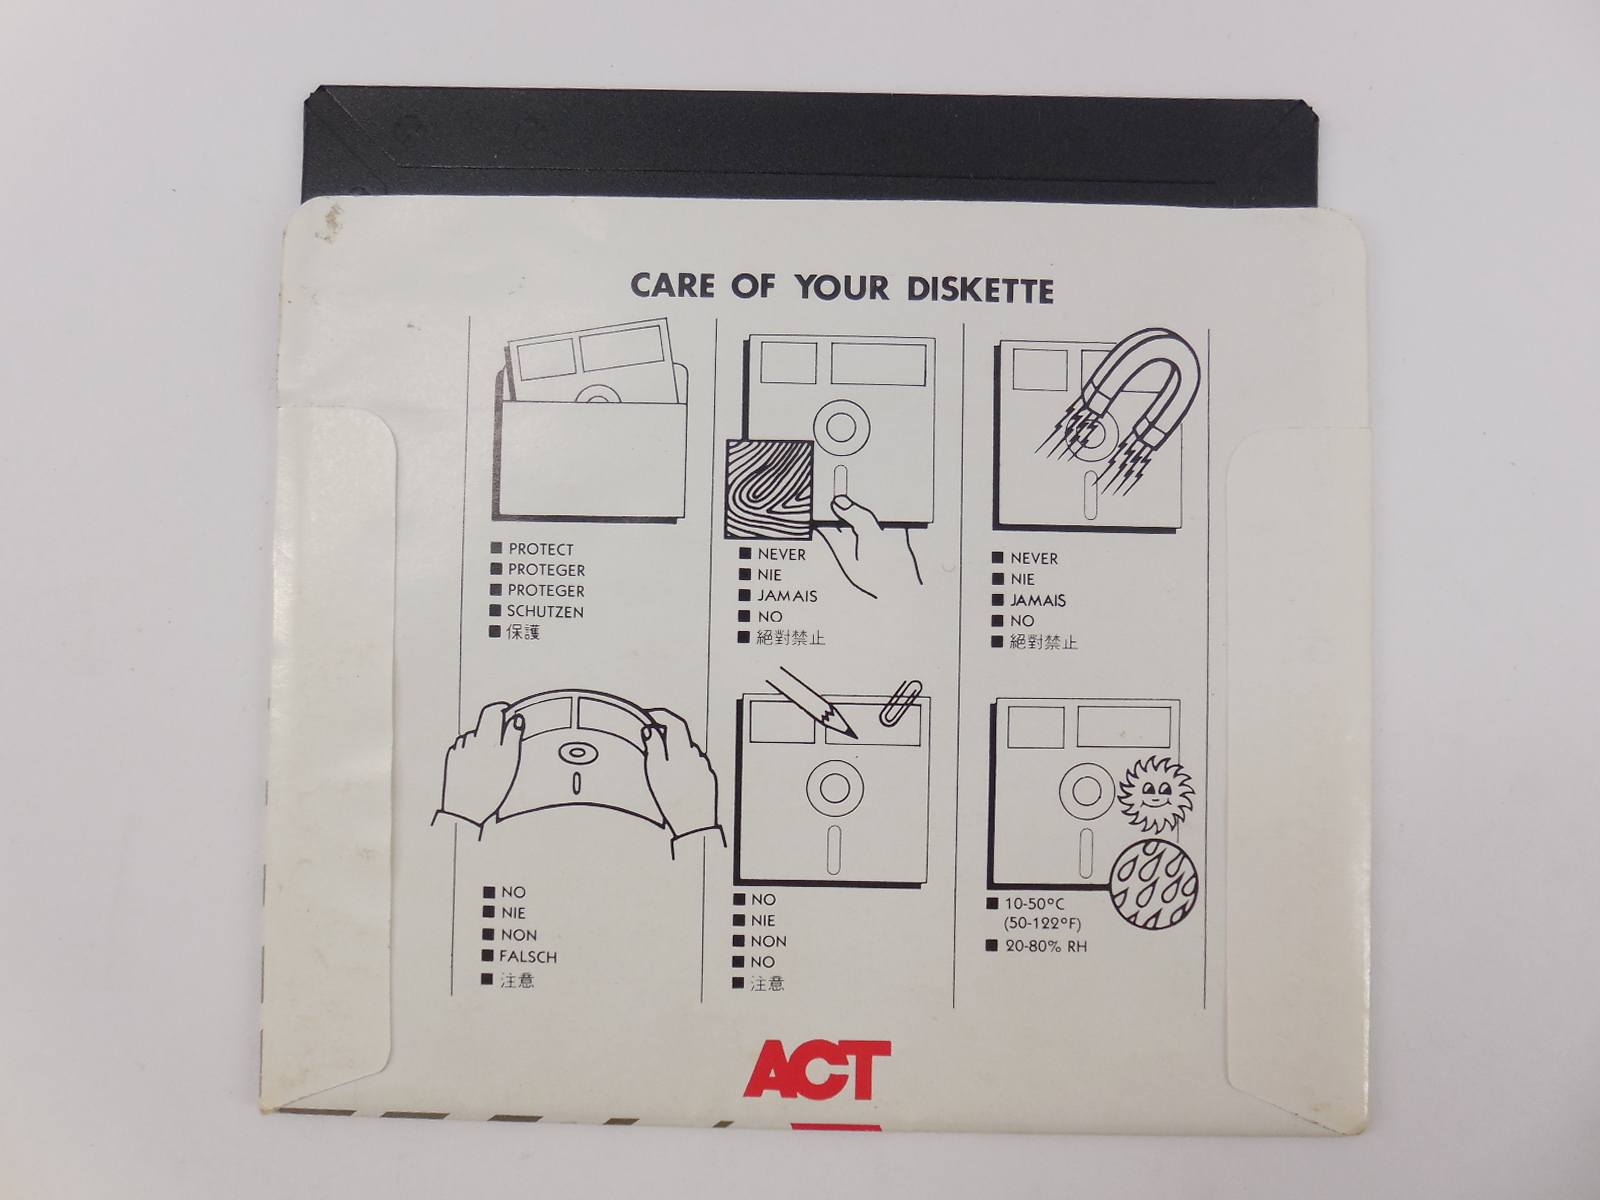 CARE OF YOUR DISKETTE
PROTECT
PROTEGER
PROTEGER
SCHUTZEN
保護
NEVER
NIE
JAMAIS
NO
絕對禁止
NEVER
NIE
JAMAIS
NO
絕對禁止
NO
NIE
NON
FALSCH
注意
NO
NIE
NON
NO
注意
10-50°C
(50-122°F)
20-80% RH
ACT